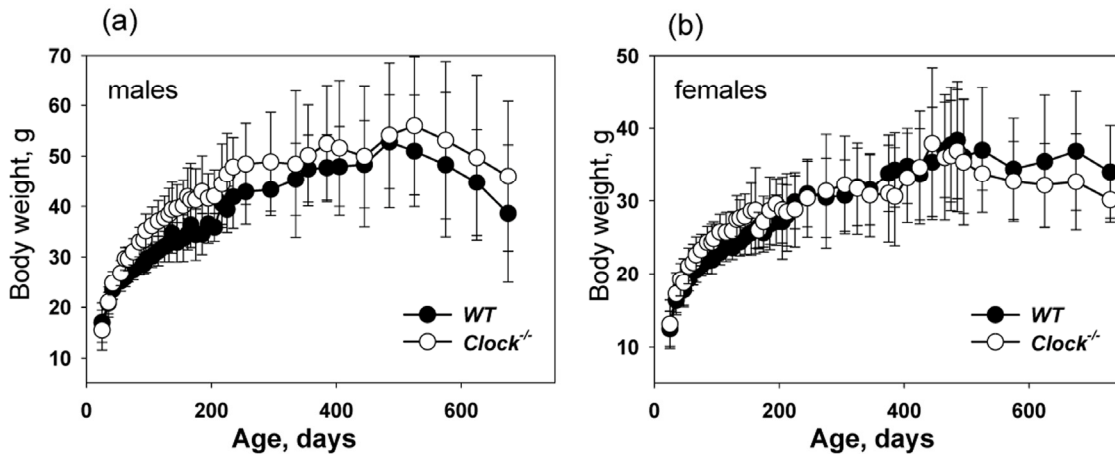 (a)
males
Body weight, g
70
60
50
40
30
20
10
0
200
400
600
Age, days
WT
Clock-/-
(b)
females
Body weight, g
50
40
30
20
10
0
200
400
600
Age, days
WT
Clock-/-